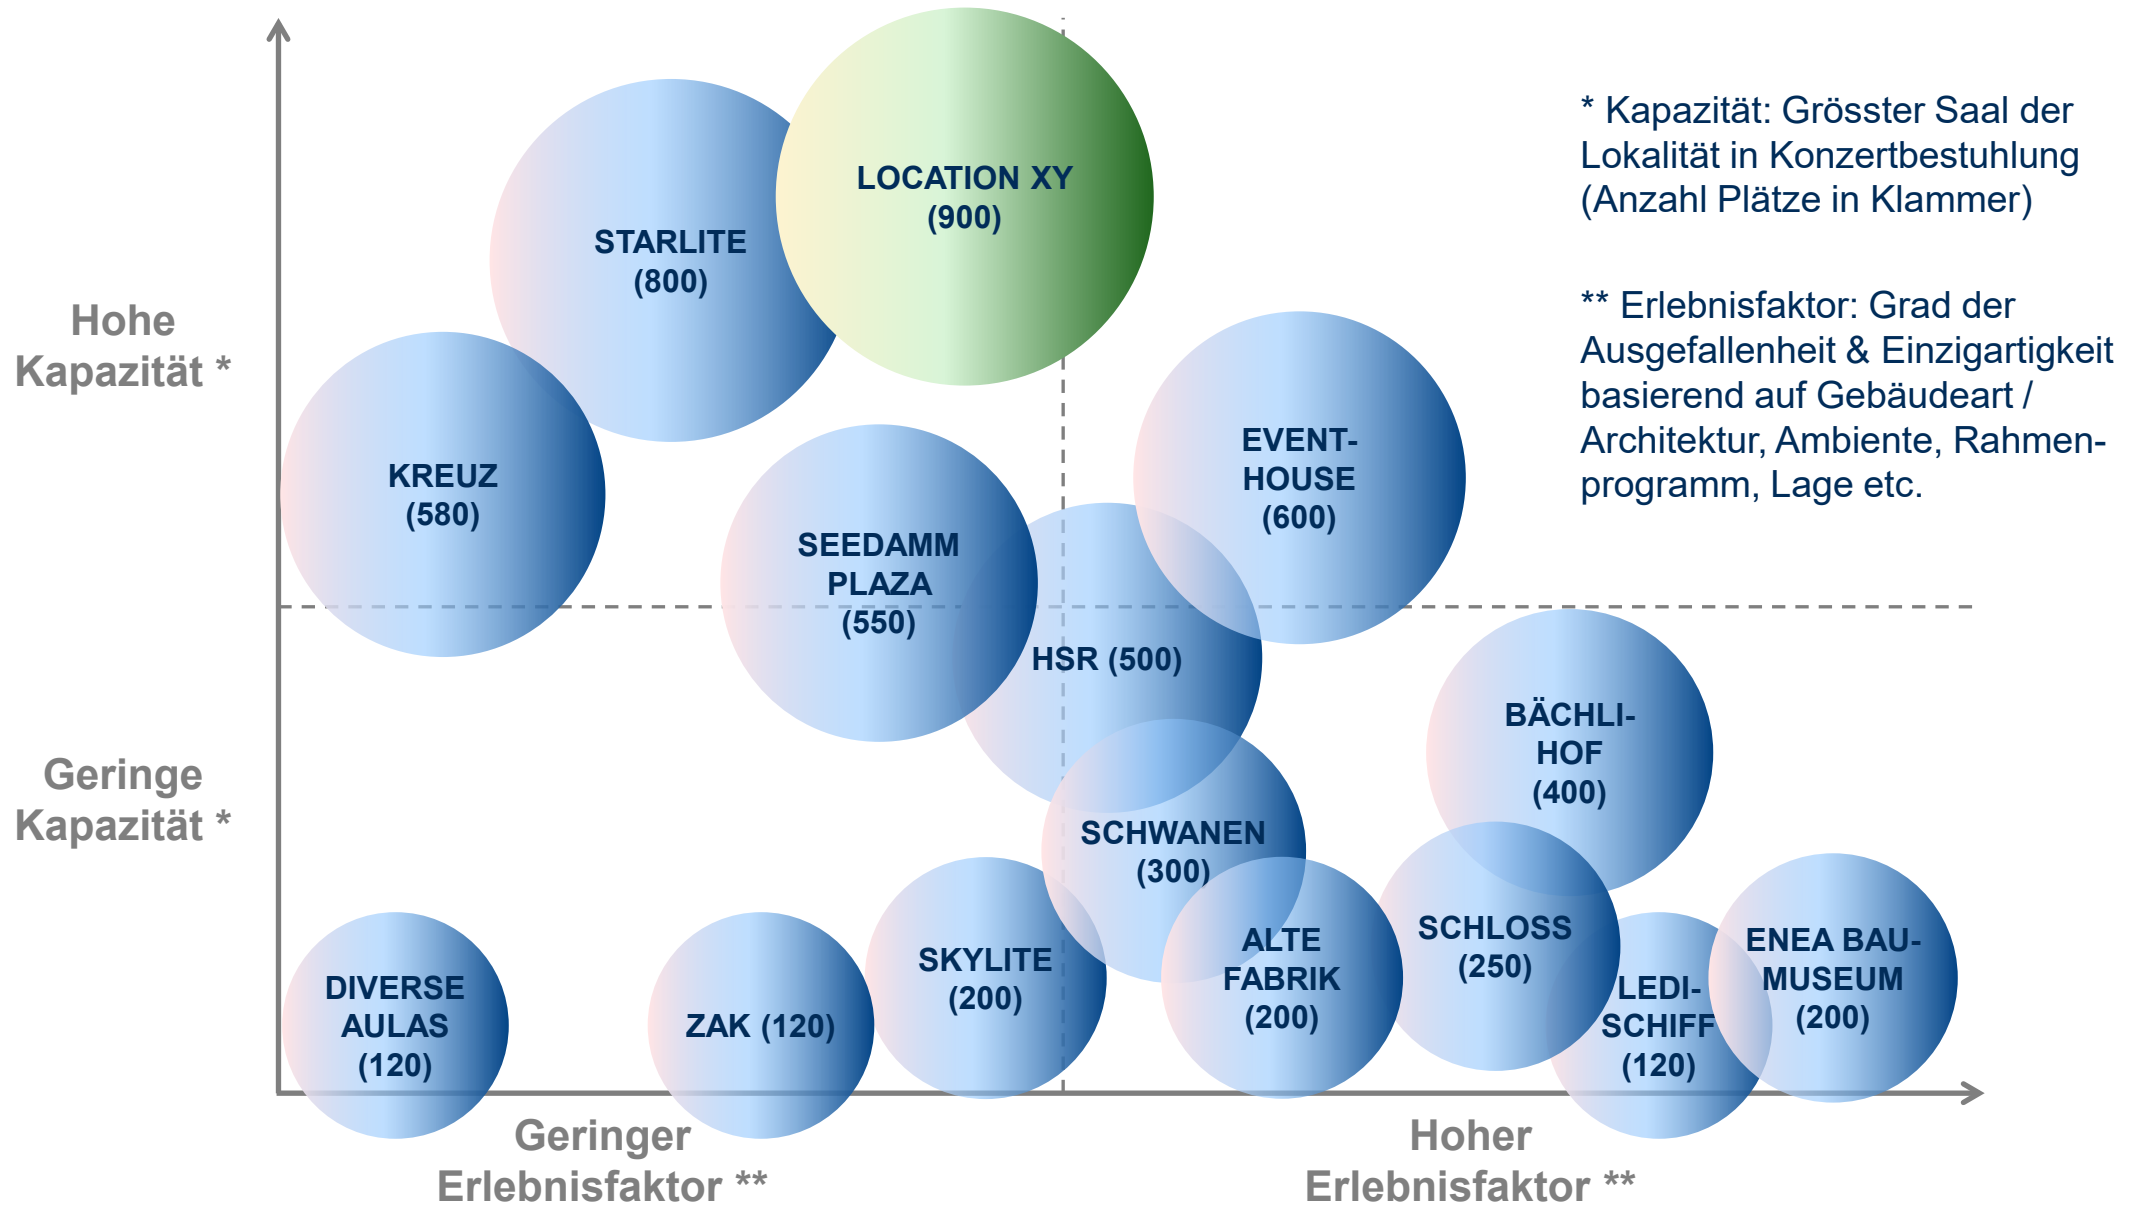 * Kapazität: Grösster Saal der
Lokalität in Konzertbestuhlung
(Anzahl Plätze in Klammer)
** Erlebnisfaktor: Grad der
Ausgefallenheit & Einzigartigkeit
basierend auf Gebäudeart /
Architektur, Ambiente, Rahmen-
programm, Lage etc.
Hohe
Kapazität *
Geringe
Kapazität *
LOCATION XY
(900)
STARLITE
(800)
KREUZ
(580)
EVENT-
HOUSE
(600)
SEEDAMM
PLAZA
(550)
HSR (500)
BÄCHLI-
HOF
(400)
SCHWANEN
(300)
SKYLITE
(200)
ALTE
FABRIK
(200)
SCHLOSS
(250)
ENEA BAU-
MUSEUM
(200)
LEDI-
SCHIFF
(120)
DIVERSE
AULAS
(120)
ZAK (120)
Geringer
Erlebnisfaktor **
Hoher
Erlebnisfaktor **